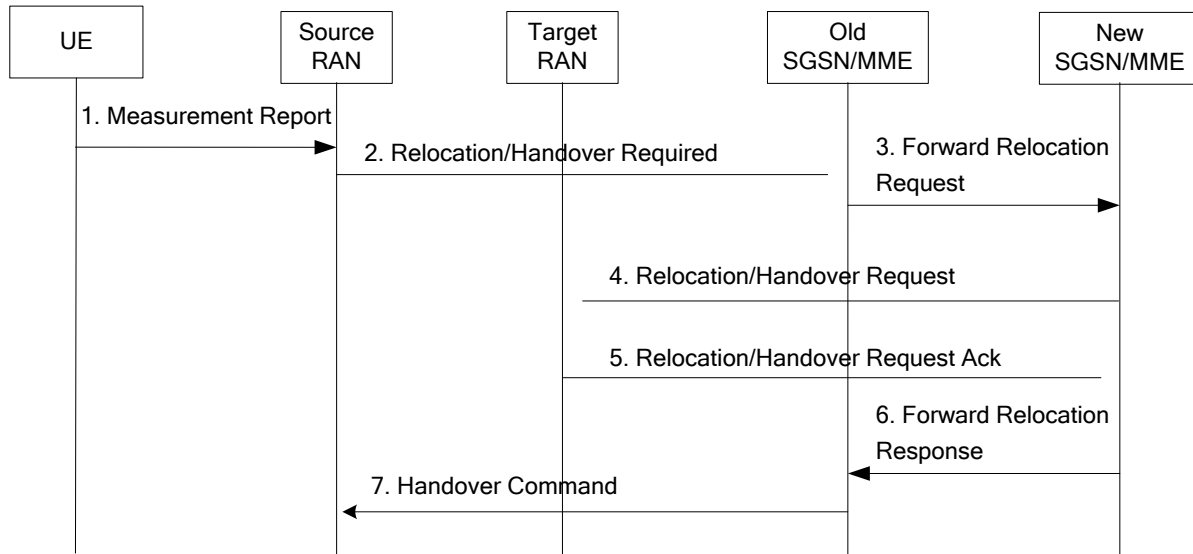 UE
Source
RAN
Target
RAN
Old
SGSN/MME
New
SGSN/MME
1. Measurement Report
2. Relocation/Handover Required
3. Forward Relocation
Request
4. Relocation/Handover Request
5. Relocation/Handover Request Ack
6. Forward Relocation
Response
7. Handover Command